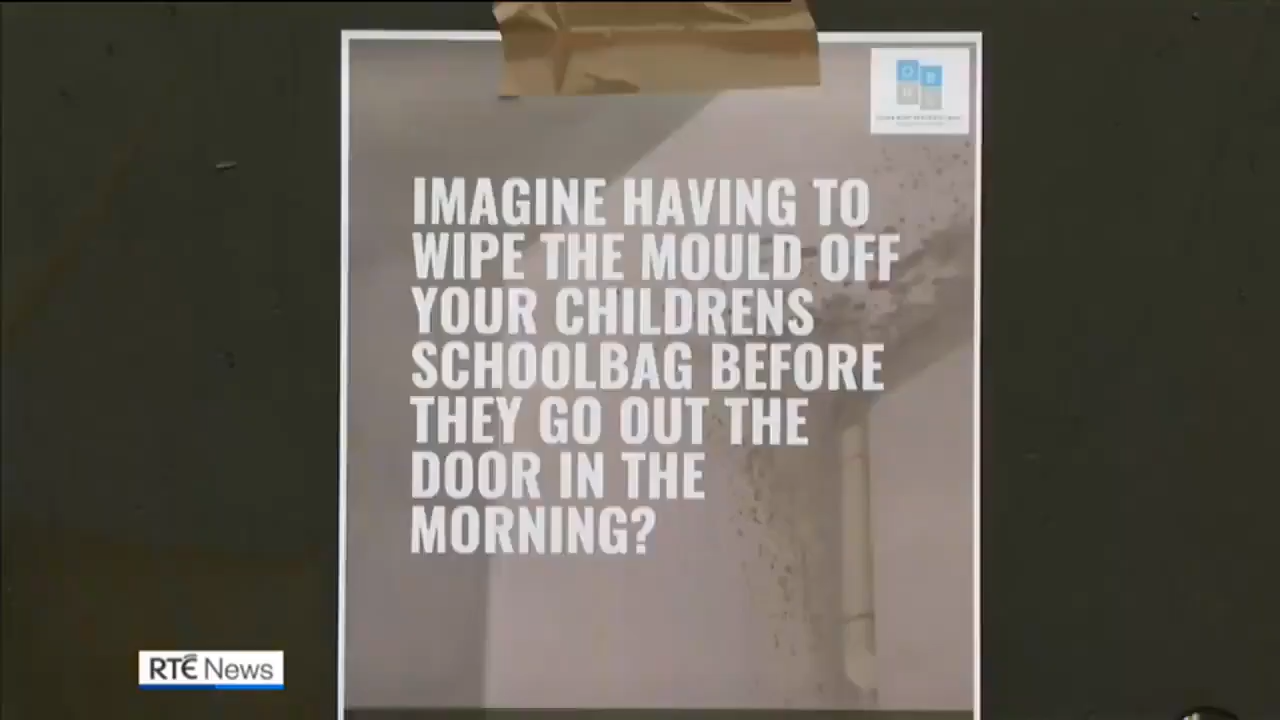 IMAGINE HAVING TO
WIPE THE MOULD OFF
YOUR CHILDRENS
SCHOOLBAG BEFORE
THEY GO OUT THE
DOOR IN THE
MORNING?
RTÉ News